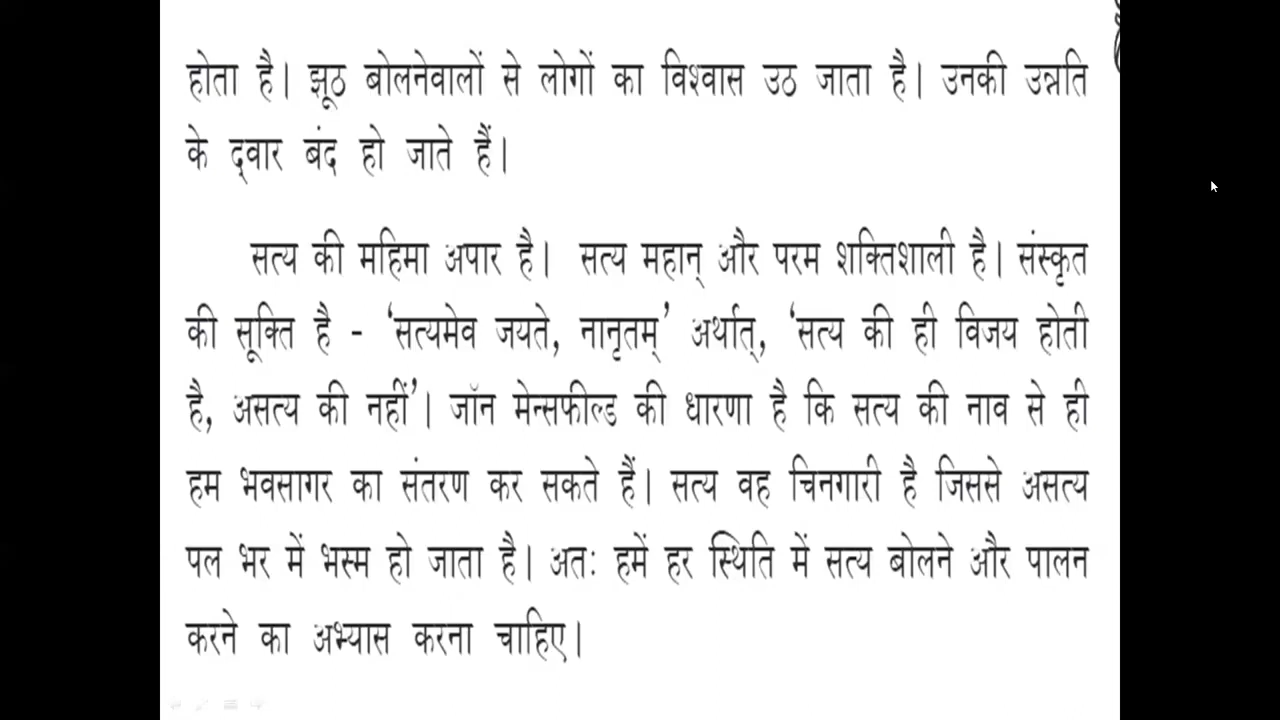 होता है। झूठ बोलनेवालों से लोगों का विश्वास उठ जाता है। उनकी उन्नति
के द्वार बंद हो जाते हैं।
सत्य की महिमा अपार है। सत्य महान् और परम शक्तिशाली है। संस्कृत
की सूक्ति है - ‘सत्यमेव जयते, नानृतम्’ अर्थात्, ‘सत्य की ही विजय होती
है, असत्य की नहीं’। जॉन मेन्सफील्ड की धारणा है कि सत्य की नाव से ही
हम भवसागर का संतरण कर सकते हैं। सत्य वह चिनगारी है जिससे असत्य
पल भर में भस्म हो जाता है। अतः हमें हर स्थिति में सत्य बोलने और पालन
करने का अभ्यास करना चाहिए।